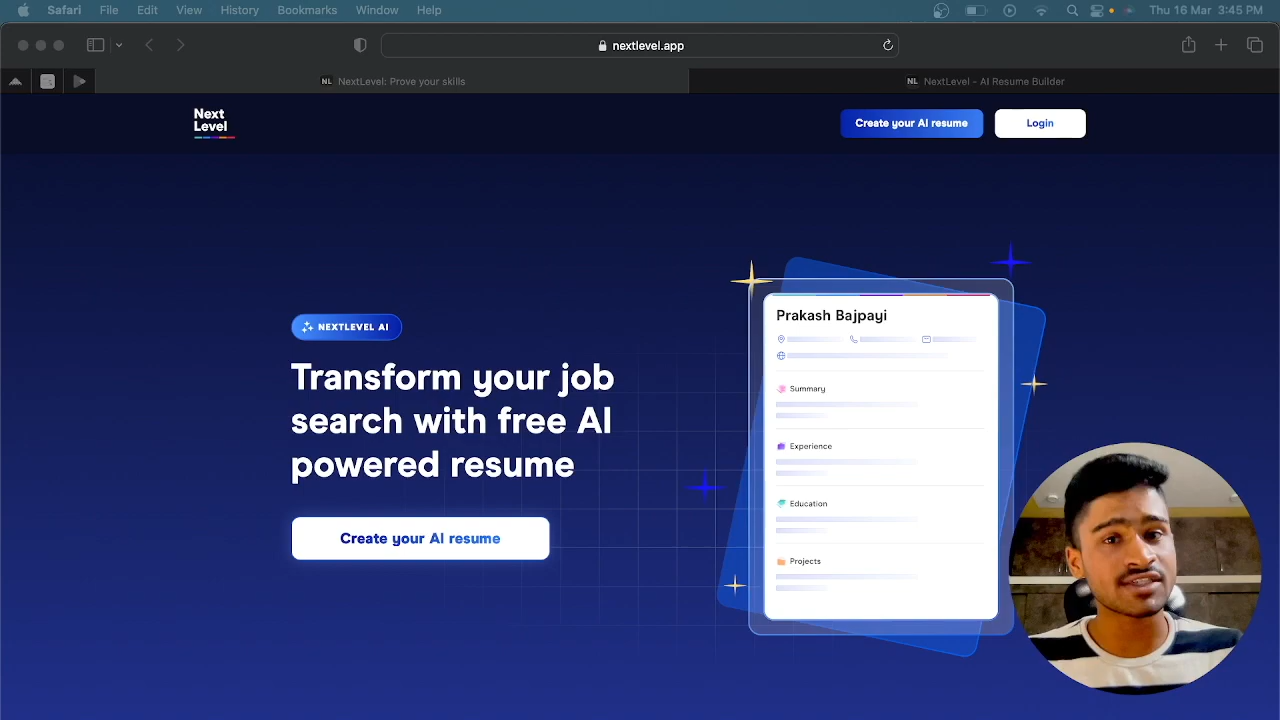 Safari File Edit View History Bookmarks Window Help Thu 16 Mar 3:45 PM
nextlevel.app
NL NextLevel: Prove your skills
NL NextLevel - AI Resume Builder
Next
Level
Create your AI resume
Login
NEXTLEVEL AI
Transform your job
search with free AI
powered resume
Create your AI resume
Prakash Bajpayi
Summary
Experience
Education
Projects